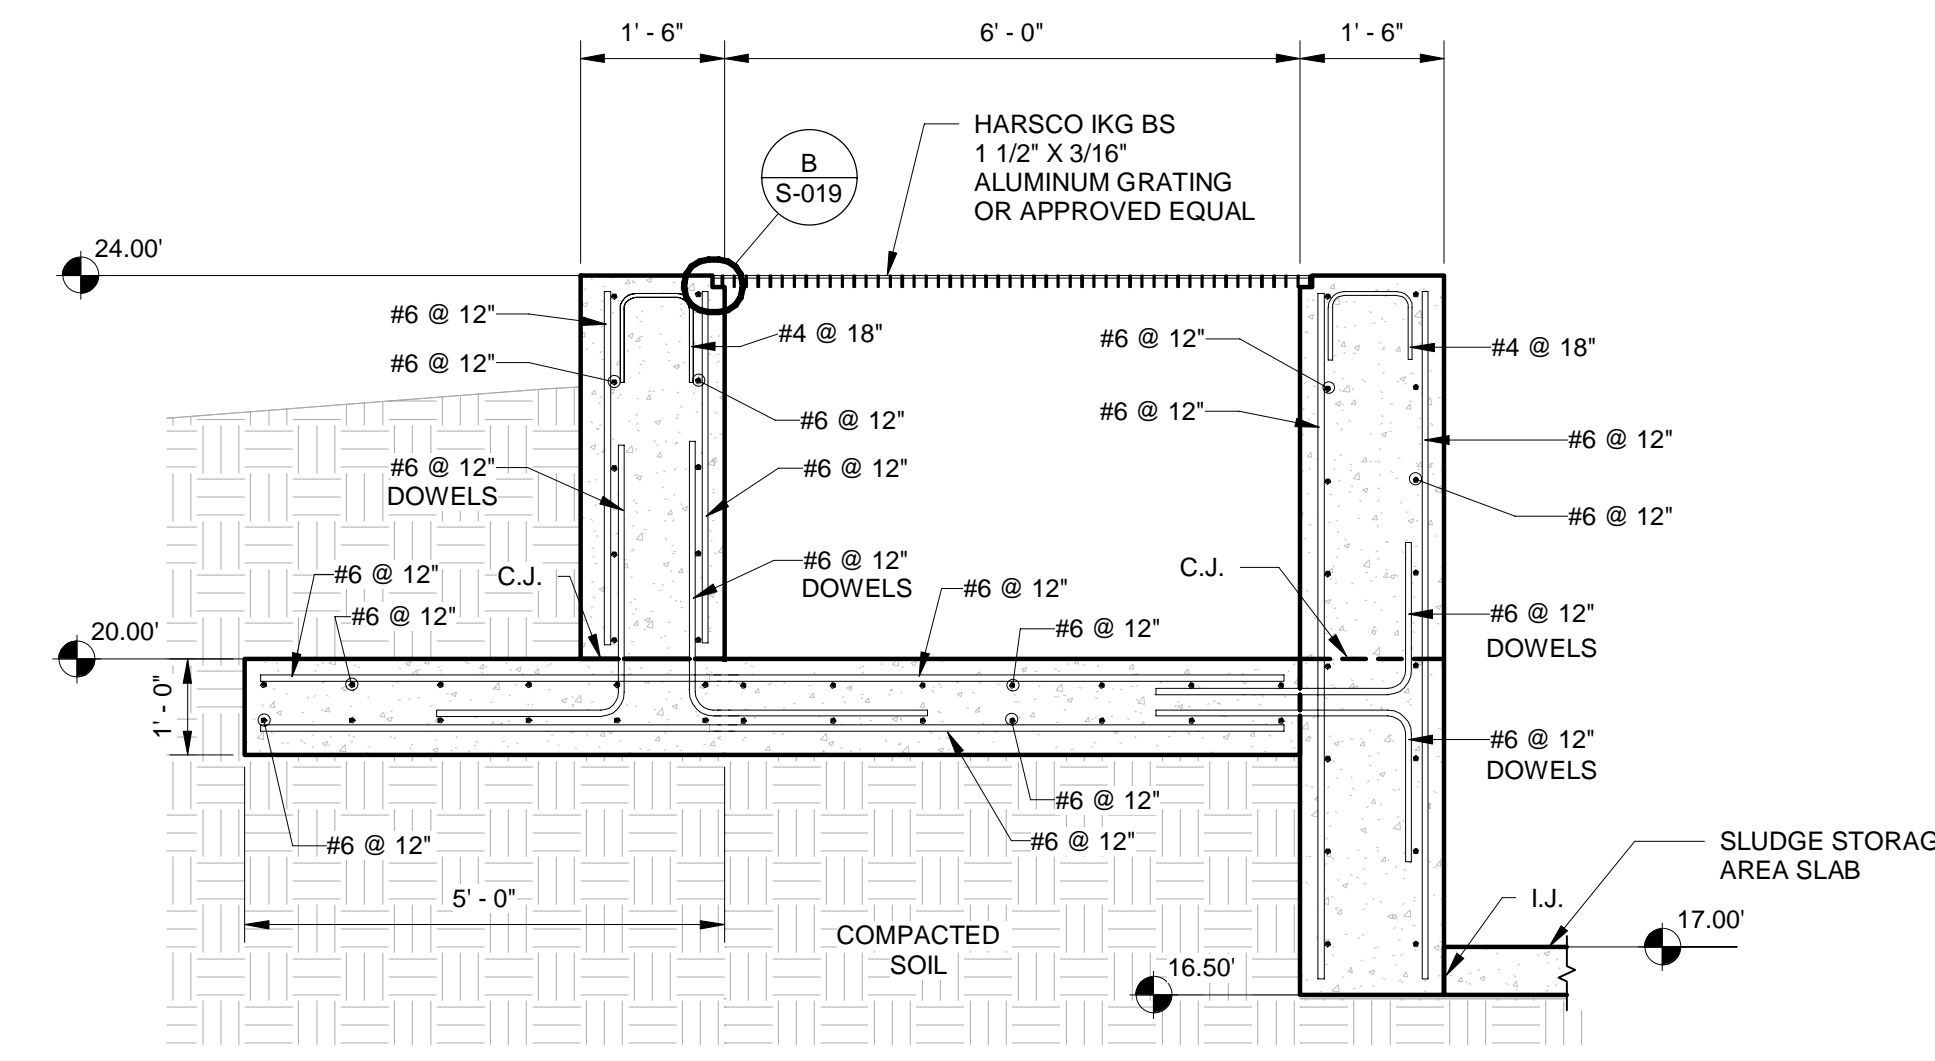 1' - 6"
6' - 0"
1' - 6"
HARSCO IKG BS
1 1/2" X 3/16"
ALUMINUM GRATING
OR APPROVED EQUAL
B
S-019
24.00'
#6 @ 12"
#4 @ 18"
#6 @ 12"
#4 @ 18"
#6 @ 12"
#6 @ 12"
#6 @ 12"
#6 @ 12"
#6 @ 12"
DOWELS
#6 @ 12"
#6 @ 12"
#6 @ 12"
#6 @ 12"
DOWELS
C.J.
C.J.
#6 @ 12"
#6 @ 12"
#6 @ 12"
#6 @ 12"
#6 @ 12"
DOWELS
20.00'
1' - 0"
#6 @ 12"
DOWELS
#6 @ 12"
#6 @ 12"
#6 @ 12"
SLUDGE STORAG
AREA SLAB
5' - 0"
I.J.
COMPACTED
SOIL
17.00'
16.50'